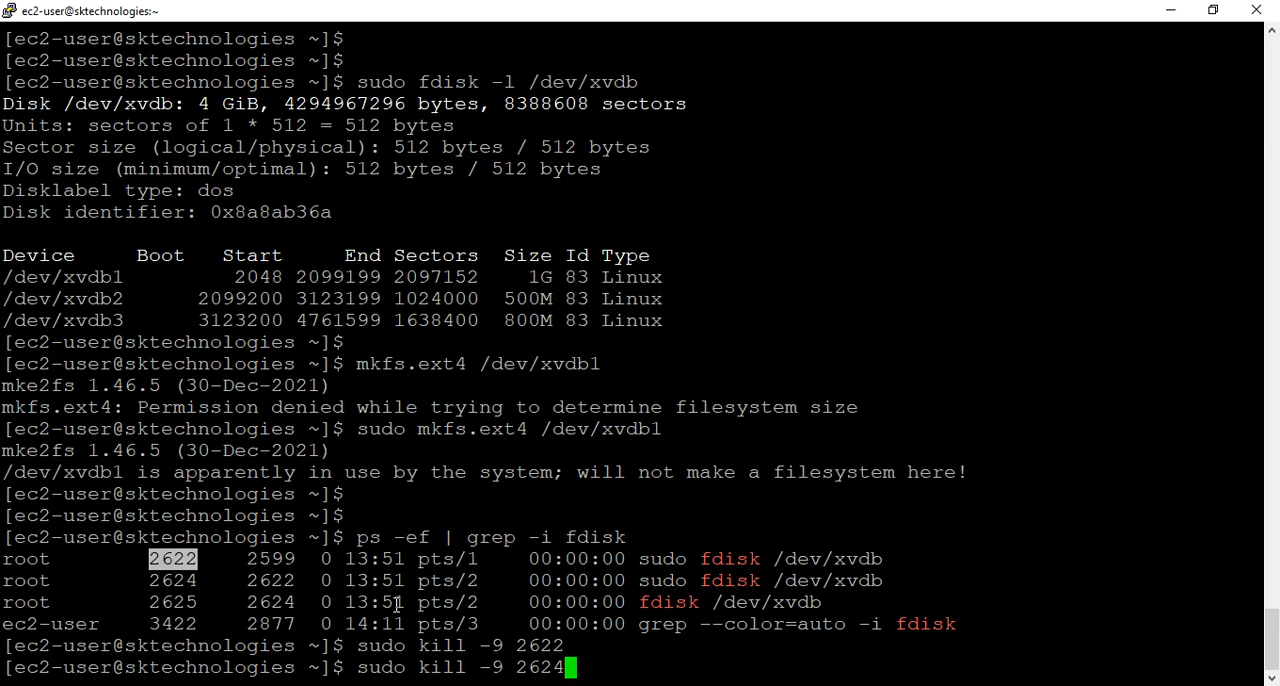 ec2-user@sktechnologies:~
[ec2-user@sktechnologies ~]$
[ec2-user@sktechnologies ~]$
[ec2-user@sktechnologies ~]$ sudo fdisk -l /dev/xvdb
Disk /dev/xvdb: 4 GiB, 4294967296 bytes, 8388608 sectors
Units: sectors of 1 * 512 = 512 bytes
Sector size (logical/physical): 512 bytes / 512 bytes
I/O size (minimum/optimal): 512 bytes / 512 bytes
Disklabel type: dos
Disk identifier: 0x8a8ab36a
Device     Boot   Start     End Sectors  Size Id Type
/dev/xvdb1         2048 2099199 2097152    1G 83 Linux
/dev/xvdb2      2099200 3123199 1024000  500M 83 Linux
/dev/xvdb3      3123200 4761599 1638400  800M 83 Linux
[ec2-user@sktechnologies ~]$
[ec2-user@sktechnologies ~]$ mkfs.ext4 /dev/xvdb1
mke2fs 1.46.5 (30-Dec-2021)
mkfs.ext4: Permission denied while trying to determine filesystem size
[ec2-user@sktechnologies ~]$ sudo mkfs.ext4 /dev/xvdb1
mke2fs 1.46.5 (30-Dec-2021)
/dev/xvdb1 is apparently in use by the system; will not make a filesystem here!
[ec2-user@sktechnologies ~]$
[ec2-user@sktechnologies ~]$
[ec2-user@sktechnologies ~]$ ps -ef | grep -i fdisk
root        2622    2599  0 13:51 pts/1    00:00:00 sudo fdisk /dev/xvdb
root        2624    2622  0 13:51 pts/2    00:00:00 sudo fdisk /dev/xvdb
root        2625    2624  0 13:51 pts/2    00:00:00 fdisk /dev/xvdb
ec2-user    3422    2877  0 14:11 pts/3    00:00:00 grep --color=auto -i fdisk
[ec2-user@sktechnologies ~]$ sudo kill -9 2622
[ec2-user@sktechnologies ~]$ sudo kill -9 2624